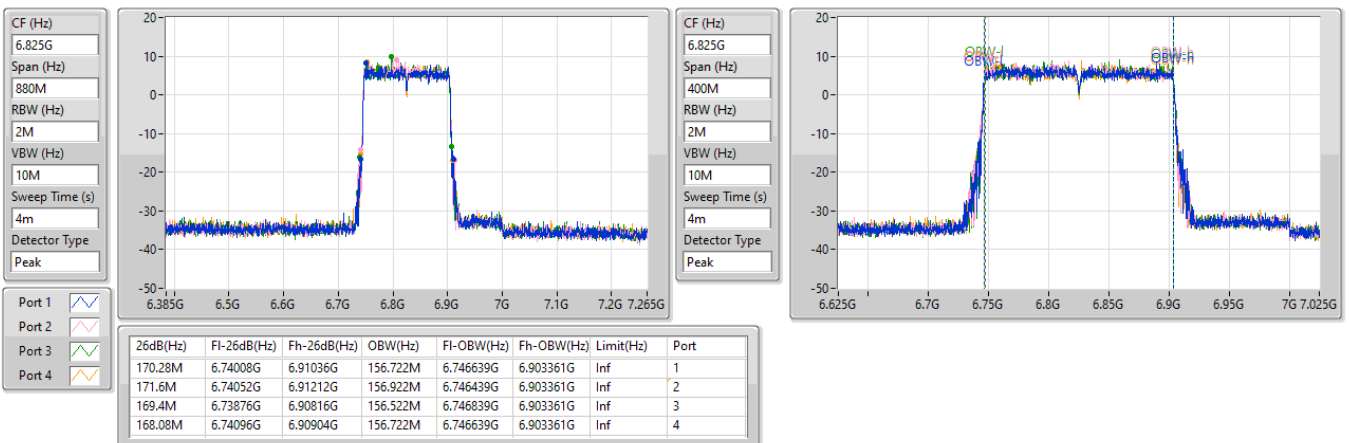 CF (Hz)
6.825G
Span (Hz)
880M
RBW (Hz)
2M
VBW (Hz)
10M
Sweep Time (s)
4m
Detector Type
Peak
20
10
0
-10
-20
-30
-40
-50
6.385G 6.5G 6.6G 6.7G 6.8G 6.9G 7G 7.1G 7.2G 7.265G
CF (Hz)
6.825G
Span (Hz)
400M
RBW (Hz)
2M
VBW (Hz)
10M
Sweep Time (s)
4m
Detector Type
Peak
20
10
0
-10
-20
-30
-40
-50
OBW-l OBW-h
OBW-l OBW-h
6.625G 6.7G 6.75G 6.8G 6.85G 6.9G 6.95G 7G 7.025G
Port 1
Port 2
Port 3
Port 4
26dB(Hz) Fl-26dB(Hz) Fh-26dB(Hz) OBW(Hz) Fl-OBW(Hz) Fh-OBW(Hz) Limit(Hz) Port
170.28M 6.74008G 6.91036G 156.722M 6.746639G 6.903361G Inf 1
171.6M 6.74052G 6.91212G 156.922M 6.746439G 6.903361G Inf 2
169.4M 6.73876G 6.90816G 156.522M 6.746839G 6.903361G Inf 3
168.08M 6.74096G 6.90904G 156.722M 6.746639G 6.903361G Inf 4